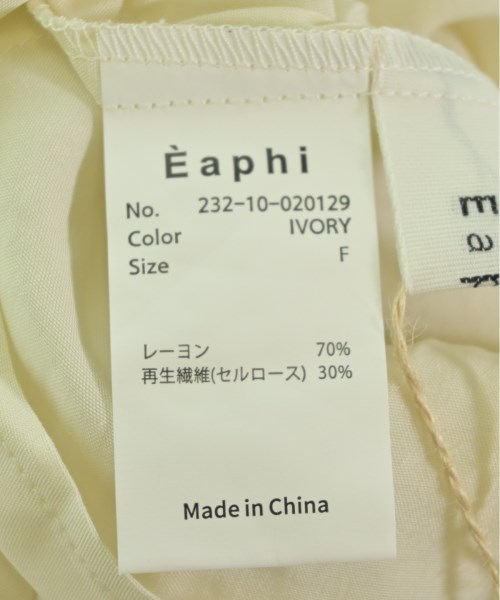 Èaphi
No. 232-10-020129
Color IVORY
Size F
レーヨン 70%
再生繊維(セルロース) 30%
Made in China